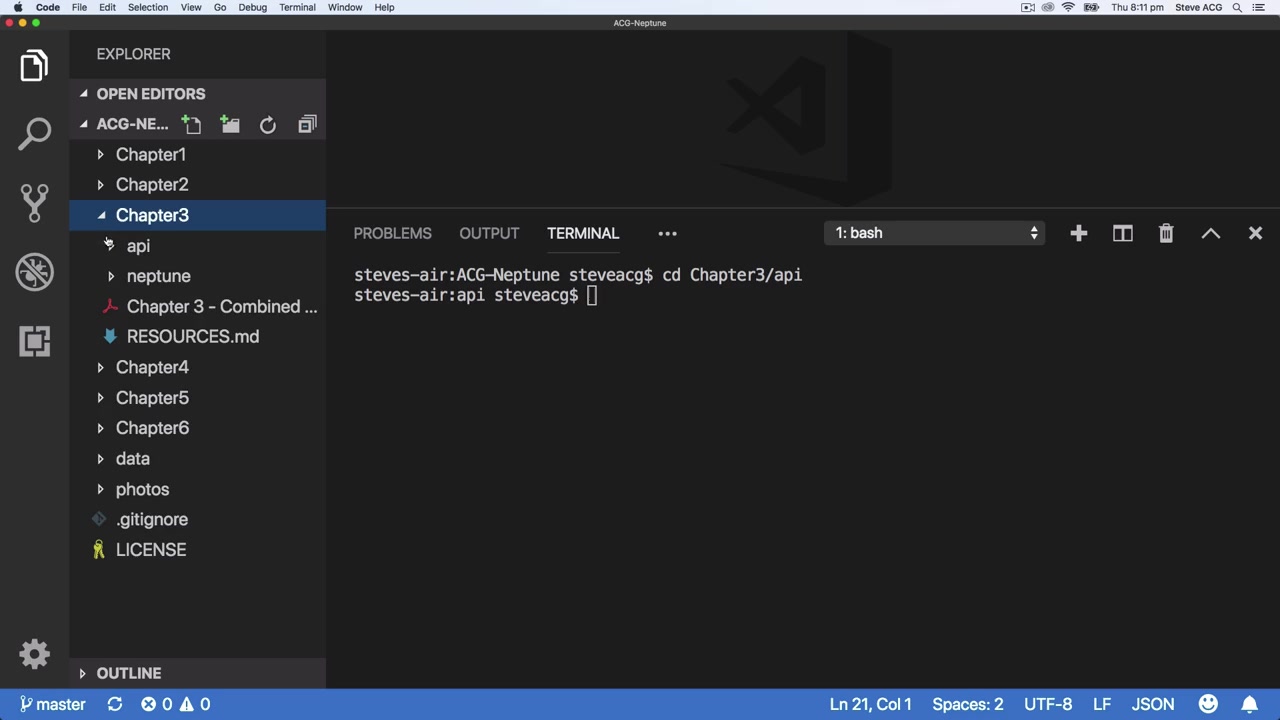 Code File Edit Selection View Go Debug Terminal Window Help Thu 8:11 pm Steve ACG
ACG-Neptune
EXPLORER
OPEN EDITORS
ACG-NE...
Chapter1
Chapter2
Chapter3
api
neptune
Chapter 3 - Combined ...
RESOURCES.md
Chapter4
Chapter5
Chapter6
data
photos
.gitignore
LICENSE
OUTLINE
PROBLEMS OUTPUT TERMINAL ... 1: bash
steves-air:ACG-Neptune steveacg$ cd Chapter3/api
steves-air:api steveacg$
master 0 0 Ln 21, Col 1 Spaces: 2 UTF-8 LF JSON